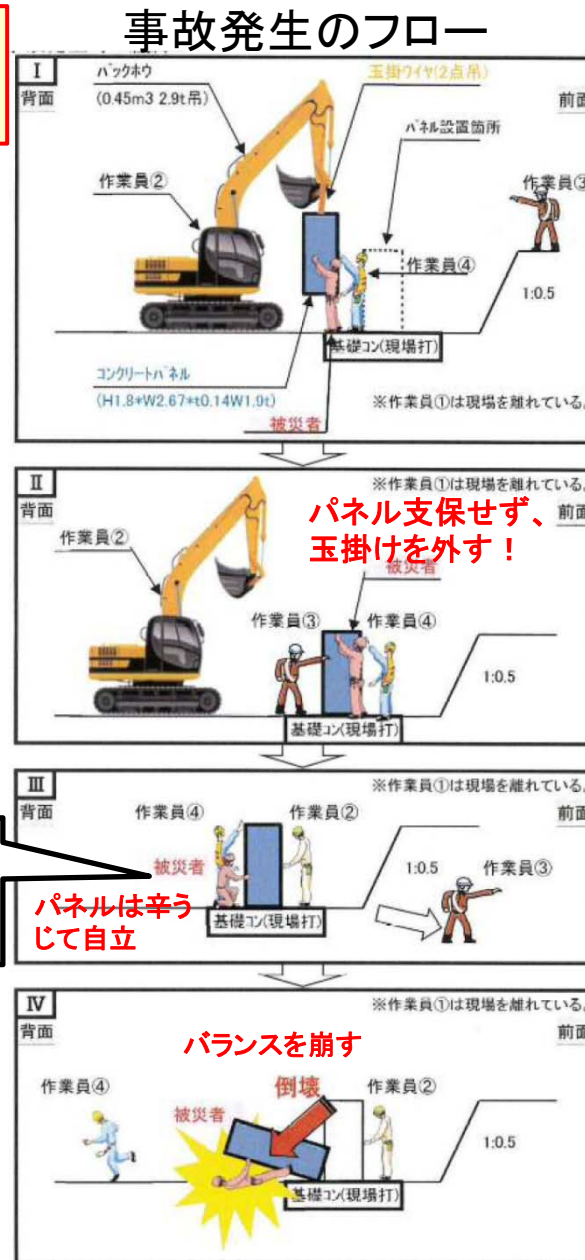 事故発生のフロー
I
背面
バックホウ
(0.45m3 2.9t吊)
玉掛ワイヤ(2点吊)
前面
パネル設置箇所
作業員②
作業員③
作業員④
1:0.5
基礎コン(現場打)
コンクリートパネル
(H1.8*W2.67*t0.14W1.9t)
※作業員①は現場を離れている。
被災者
II
※作業員①は現場を離れている。
背面
前面
パネル支保せず、
玉掛けを外す！
作業員②
被災者
作業員③
作業員④
1:0.5
基礎コン(現場打)
III
※作業員①は現場を離れている。
背面
前面
作業員④
作業員②
被災者
1:0.5
作業員③
パネルは辛う
じて自立
基礎コン(現場打)
IV
※作業員①は現場を離れている。
背面
前面
バランスを崩す
作業員④
倒壊
作業員②
被災者
1:0.5
基礎コン(現場打)